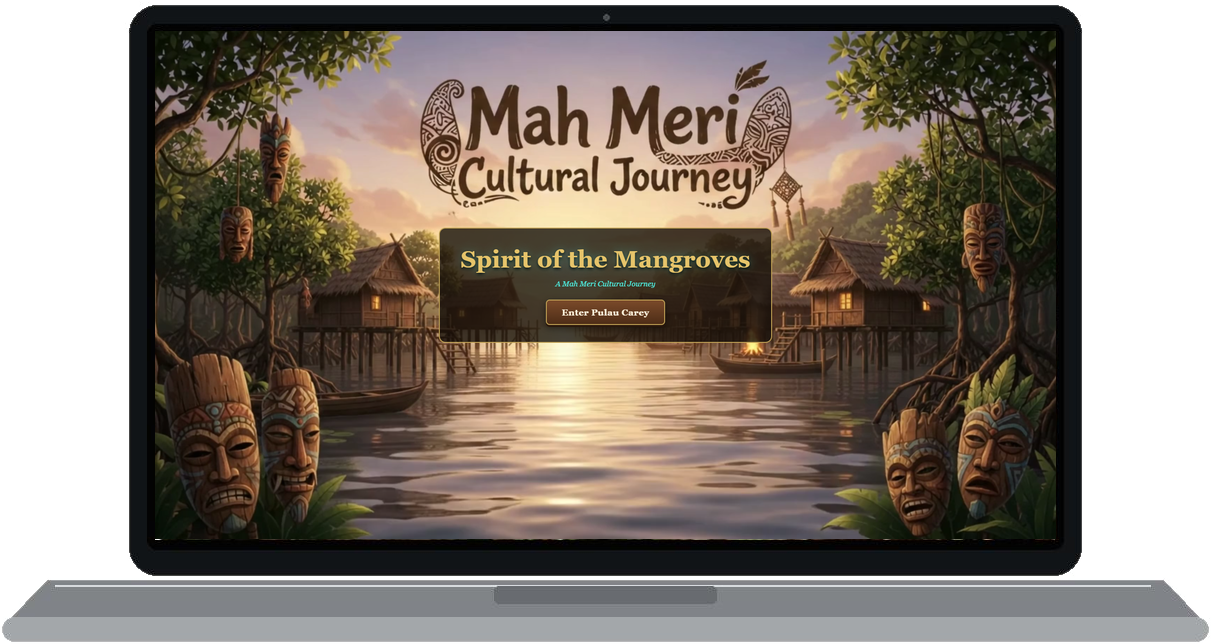 Mah Meri
Cultural Journey
Spirit of the Mangroves
A Mah Meri Cultural Journey
Enter Pulau Carey